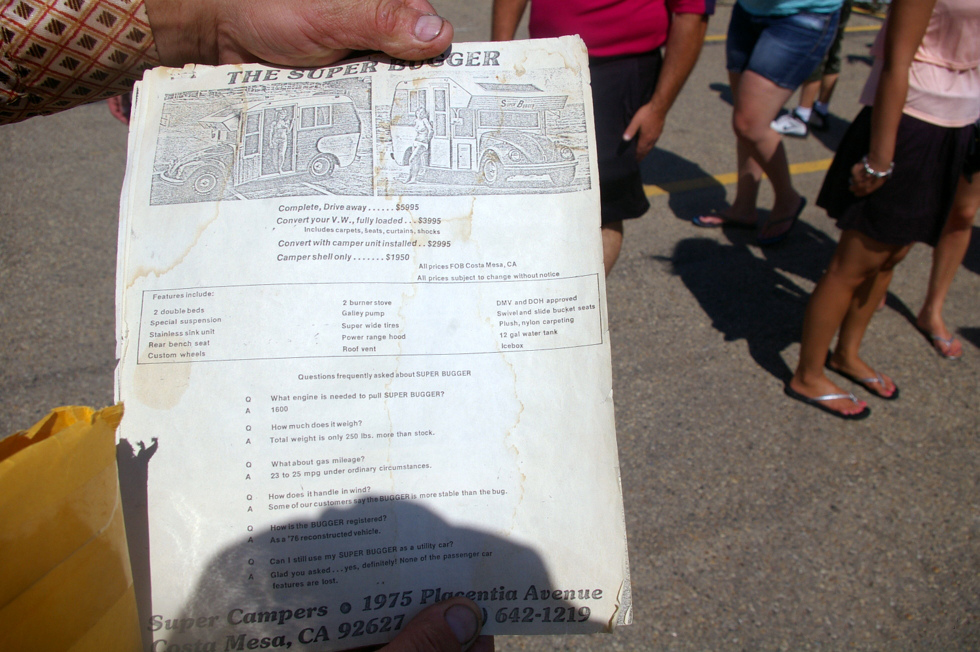 THE SUPER BUGGER
Super Bugger
Complete, Drive away . . . . . . $5995
Convert your V.W., fully loaded . . . $3995
Includes carpets, seats, curtains, shocks
Convert with camper unit installed . . $2995
Camper shell only . . . . . . . $1950
All prices FOB Costa Mesa, CA
All prices subject to change without notice
Features include:
2 double beds
Special suspension
Stainless sink unit
Rear bench seat
Custom wheels
2 burner stove
Galley pump
Super wide tires
Power range hood
Roof vent
DMV and DOH approved
Swivel and slide bucket seats
Plush, nylon carpeting
12 gal water tank
Icebox
Questions frequently asked about SUPER BUGGER
Q What engine is needed to pull SUPER BUGGER?
A 1600
Q How much does it weigh?
A Total weight is only 250 lbs. more than stock.
Q What about gas mileage?
A 23 to 25 mpg under ordinary circumstances.
Q How does it handle in wind?
A Some of our customers say the BUGGER is more stable than the bug.
Q How is the BUGGER registered?
A As a '76 reconstructed vehicle.
Q Can I still use my SUPER BUGGER as a utility car?
A Glad you asked . . . yes, definitely! None of the passenger car
features are lost.
Super Campers 1975 Placentia Avenue
Costa Mesa, CA 92627 ) 642-1219